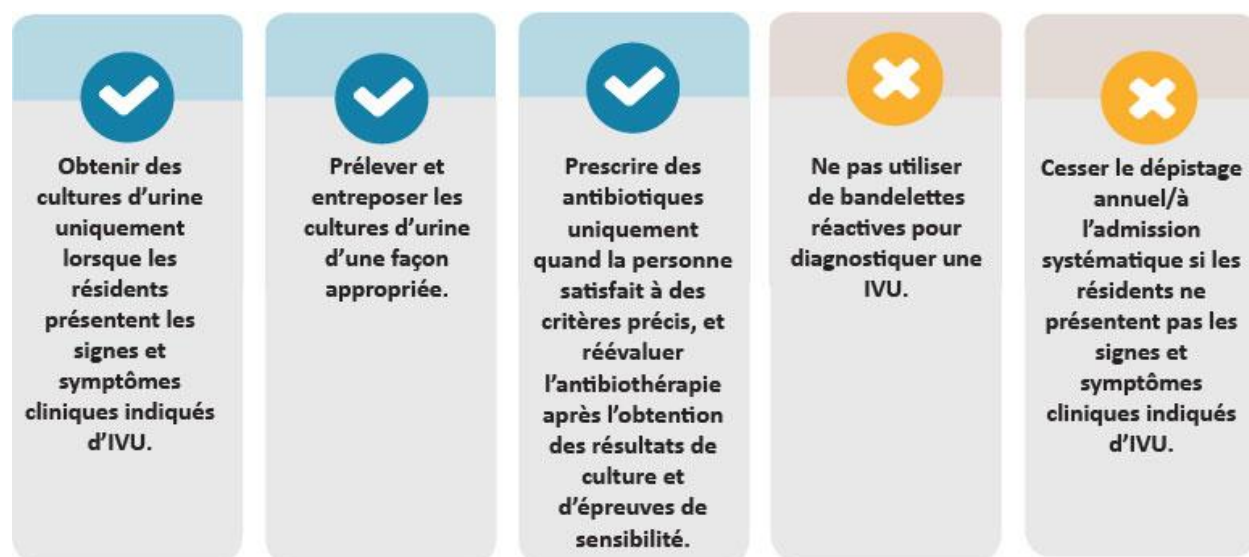 Obtenir des
cultures d’urine
uniquement
lorsque les
résidents
présentent les
signes et
symptômes
cliniques indiqués
d’IVU.
Prélever et
entreposer les
cultures d’urine
d’une façon
appropriée.
Prescrire des
antibiotiques
uniquement
quand la personne
satisfait à des
critères précis, et
réévaluer
l’antibiothérapie
après l’obtention
des résultats de
culture et
d’épreuves de
sensibilité.
Ne pas utiliser
de bandelettes
réactives pour
diagnostiquer une
IVU.
Cesser le dépistage
annuel/à
l’admission
systématique si les
résidents ne
présentent pas les
signes et
symptômes
cliniques indiqués
d’IVU.